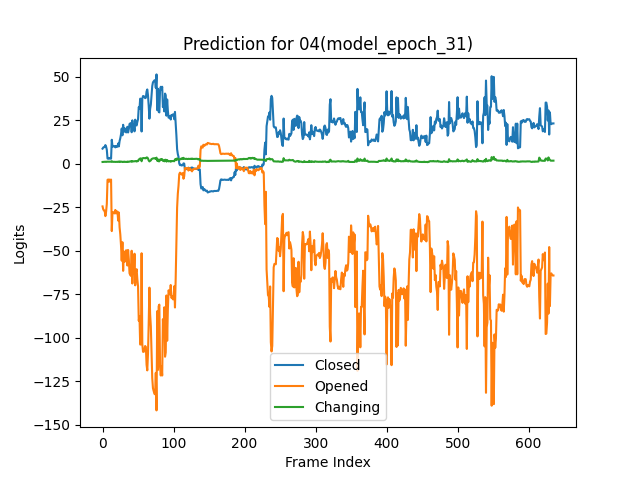 Prediction for 04(model_epoch_31)
Logits
50
25
0
−25
−50
−75
−100
−125
−150
Closed
Opened
Changing
0 100 200 300 400 500 600
Frame Index